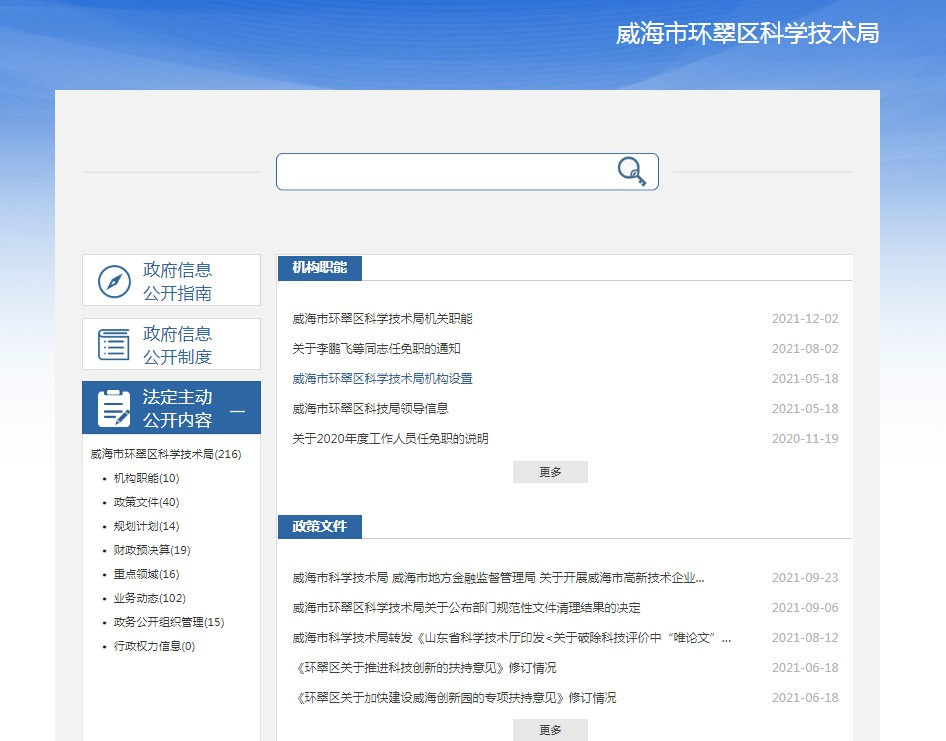 威海市环翠区科学技术局
政府信息
公开指南
政府信息
公开制度
法定主动
公开内容
威海市环翠区科学技术局(216)
机构职能(10)
政策文件(40)
规划计划(14)
财政预决算(19)
重点领域(16)
业务动态(102)
政务公开组织管理(15)
行政权力信息(0)
机构职能
威海市环翠区科学技术局机关职能 2021-12-02
关于李鹏飞等同志任免职的通知 2021-08-02
威海市环翠区科学技术局机构设置 2021-05-18
威海市环翠区科技局领导信息 2021-05-18
关于2020年度工作人员任免职的说明 2020-11-19
更多
政策文件
威海市科学技术局 威海市地方金融监督管理局 关于开展威海市高新技术企业... 2021-09-23
威海市环翠区科学技术局关于公布部门规范性文件清理结果的决定 2021-09-06
威海市科学技术局转发《山东省科学技术厅印发<关于破除科技评价中“唯论文”... 2021-08-12
《环翠区关于推进科技创新的扶持意见》修订情况 2021-06-18
《环翠区关于加快建设威海创新园的专项扶持意见》修订情况 2021-06-18
更多